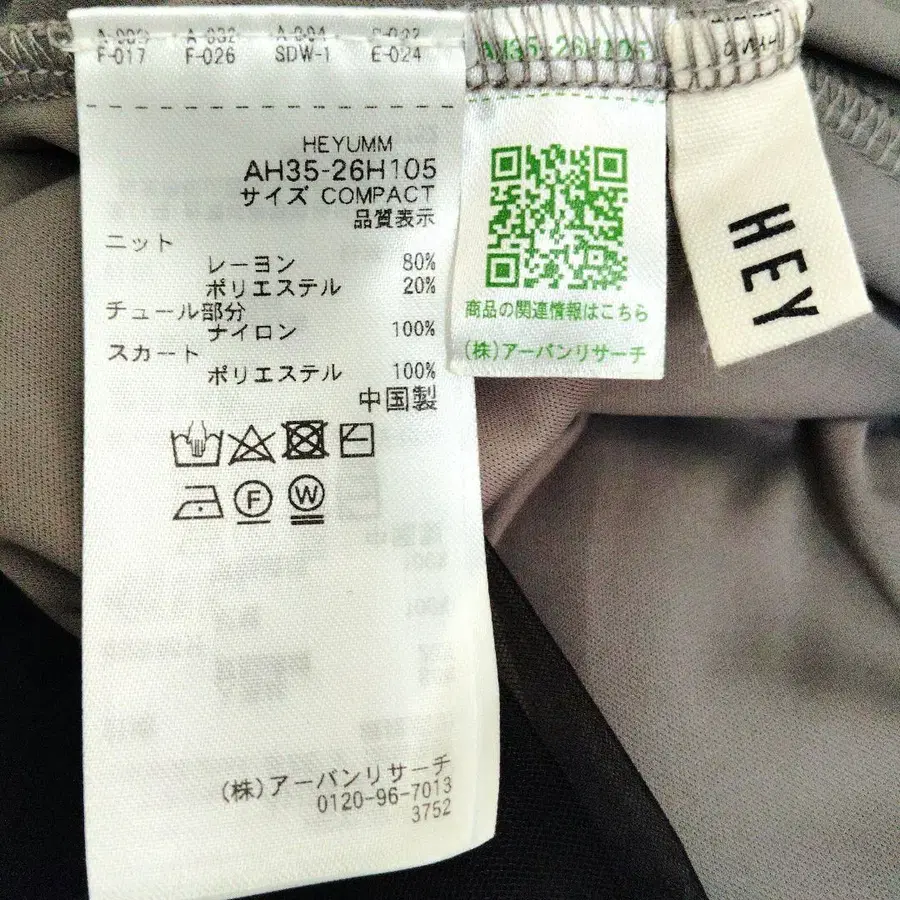 F-017 F-026 SDW-1 E-024
HEYUMM
AH35-26H105
サイズ COMPACT
品質表示
ニット
レーヨン 80%
ポリエステル 20%
チュール部分
ナイロン 100%
スカート
ポリエステル 100%
中国製
F W
(株)アーバンリサーチ
0120-96-7013
3752
AH35-26H105
商品の関連情報はこちら
(株)アーバンリサーチ
HEY